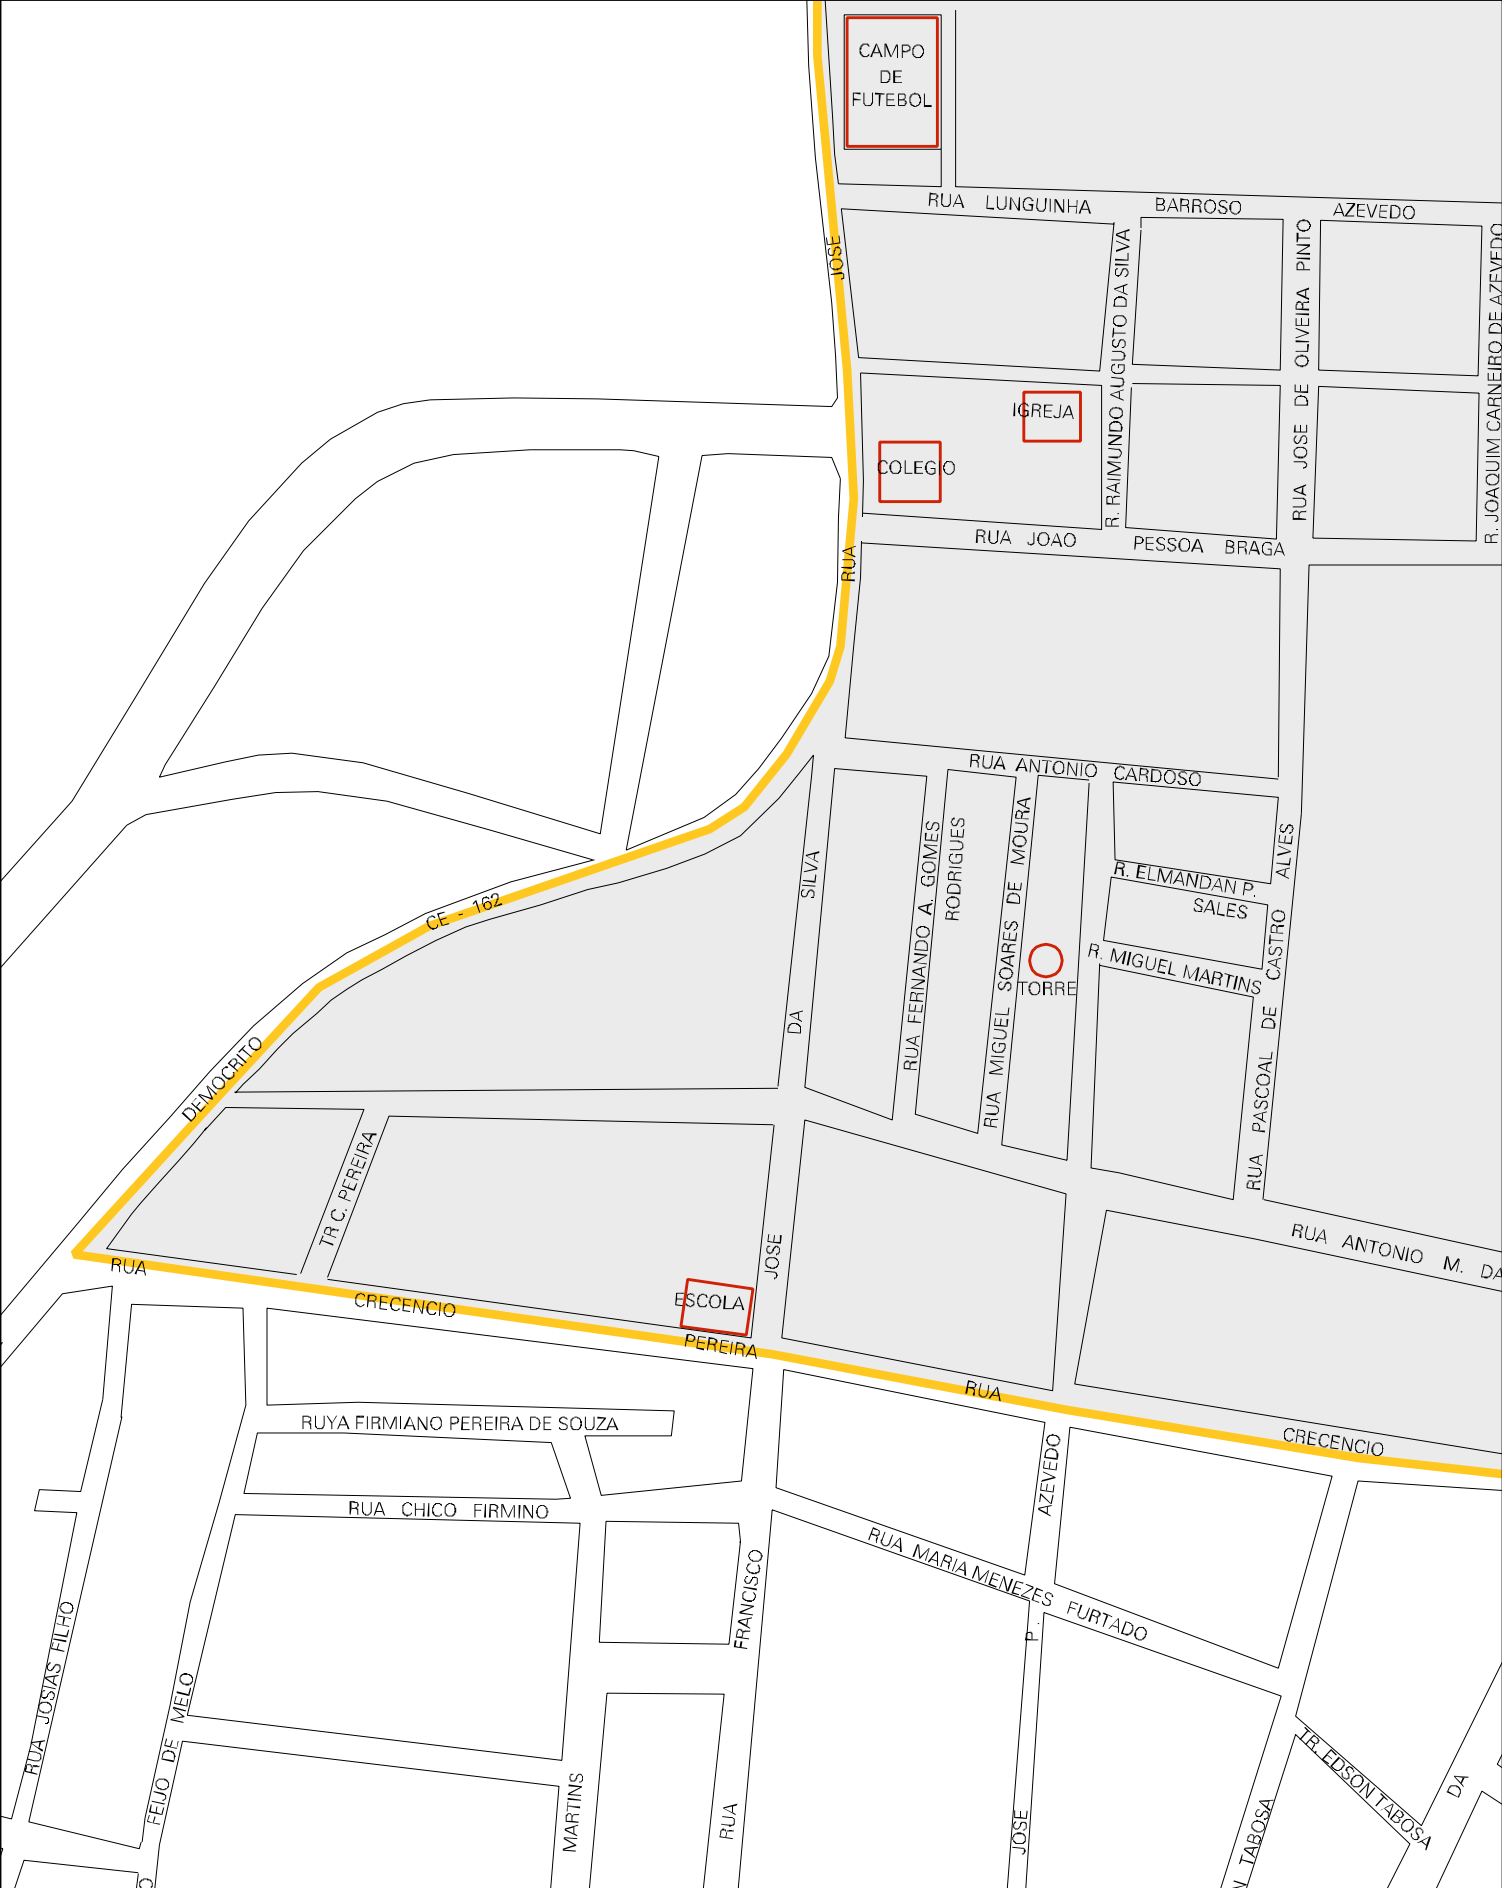 CAMPO
DE
FUTEBOL
RUA LUNGUINHA BARROSO AZEVEDO
JOSE
R. RAIMUNDO AUGUSTO DA SILVA
RUA JOSE DE OLIVEIRA PINTO
R. JOAQUIM CARNEIRO DE AZEVEDO
IGREJA
COLEGIO
RUA JOAO PESSOA BRAGA
RUA
RUA ANTONIO CARDOSO
SILVA
DA
RUA FERNANDO A. GOMES
RODRIGUES
RUA MIGUEL SOARES DE MOURA
R. ELMANDAN P.
SALES
R. MIGUEL MARTINS
TORRE
RUA PASCOAL DE CASTRO ALVES
CE - 162
DEMOCRITO
TR C. PEREIRA
JOSE
RUA ANTONIO M. DA
RUA CRECENCIO PEREIRA
ESCOLA
RUA CRECENCIO
RUYA FIRMIANO PEREIRA DE SOUZA
RUA CHICO FIRMINO
AZEVEDO
RUA MARIA MENEZES FURTADO
P.
FRANCISCO
RUA JOSIAS FILHO
FEIJO DE MELO
MARTINS
RUA
JOSE
N TABOSA
TR. EDSON TABOSA
DA
O